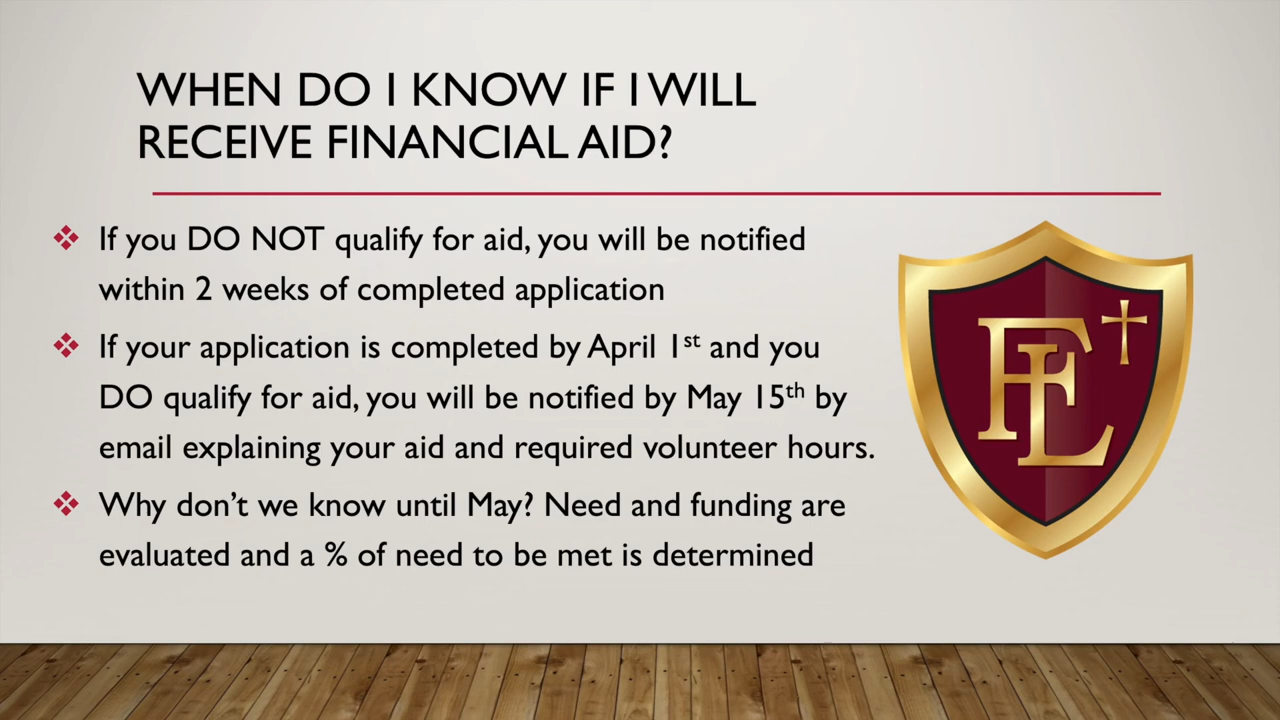 WHEN DO I KNOW IF I WILL
RECEIVE FINANCIAL AID?
❖ If you DO NOT qualify for aid, you will be notified
within 2 weeks of completed application
❖ If your application is completed by April 1st and you
DO qualify for aid, you will be notified by May 15th by
email explaining your aid and required volunteer hours.
❖ Why don't we know until May? Need and funding are
evaluated and a % of need to be met is determined
FL